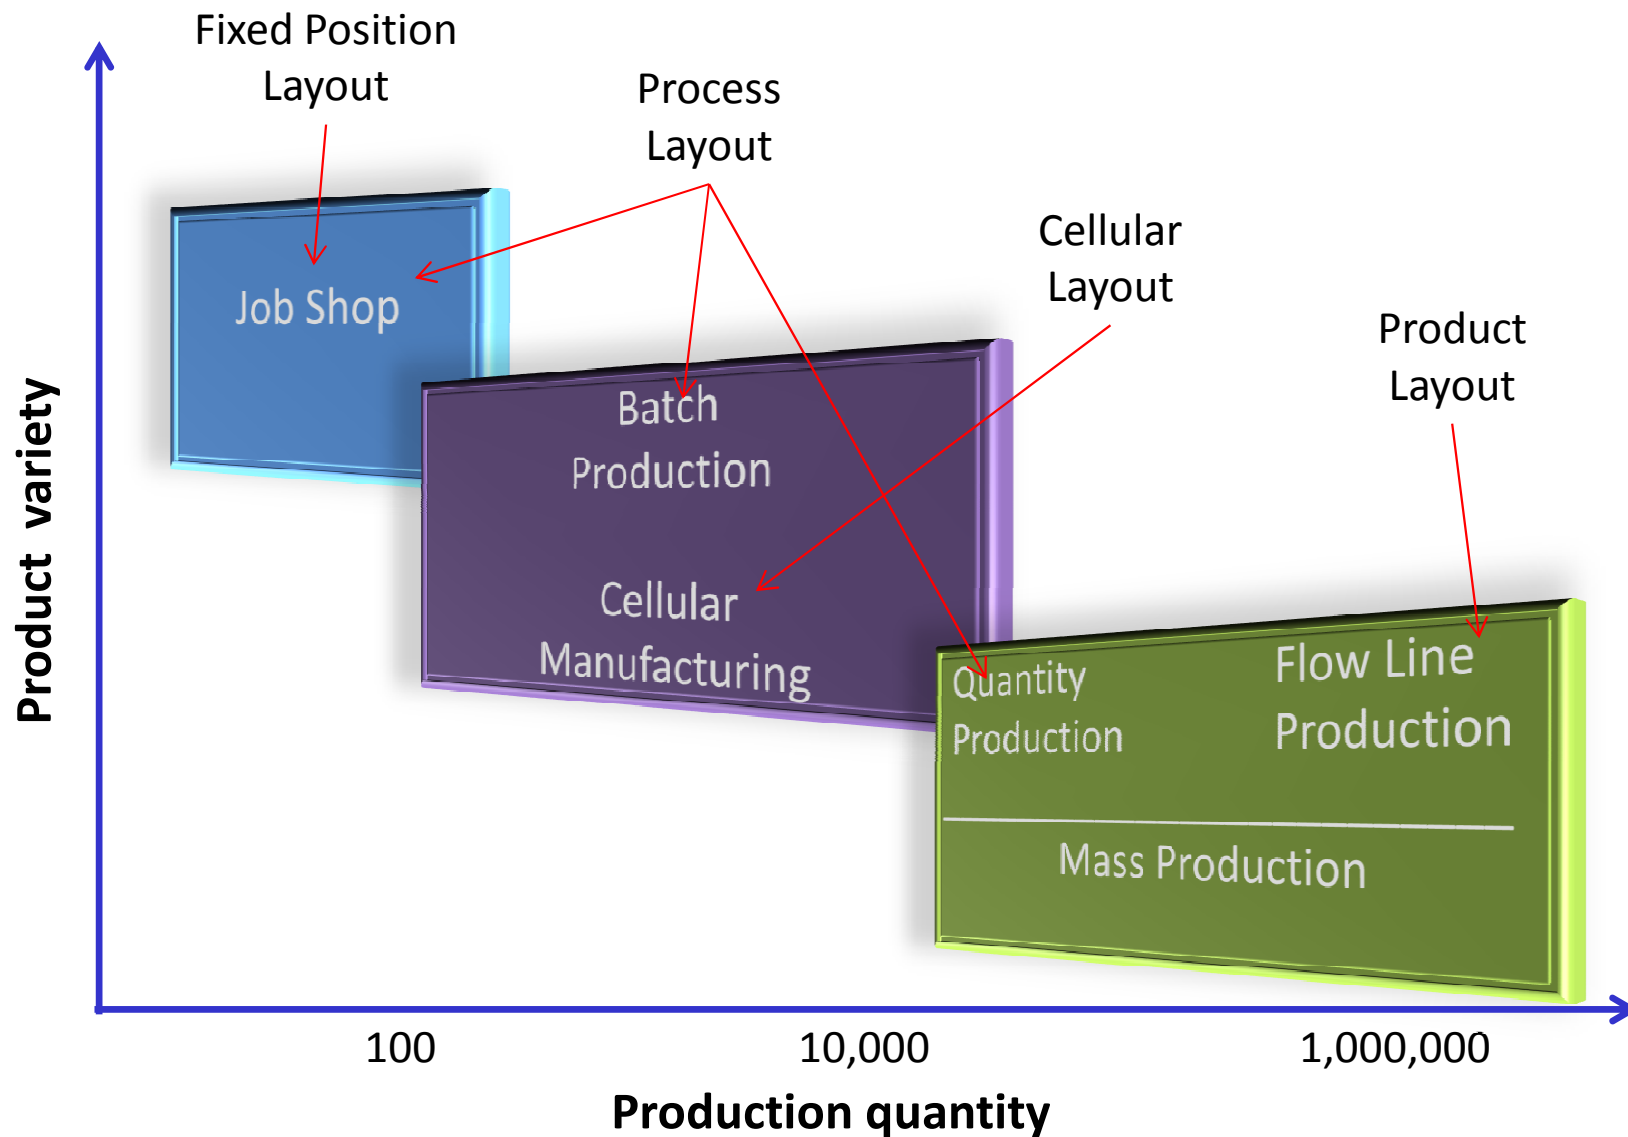 Fixed Position
Layout
Process
Layout
Cellular
Layout
Product
Layout
Job Shop
Batch
Production
Cellular
Manufacturing
Quantity
Production
Flow Line
Production
Mass Production
Product variety
100
10,000
1,000,000
Production quantity